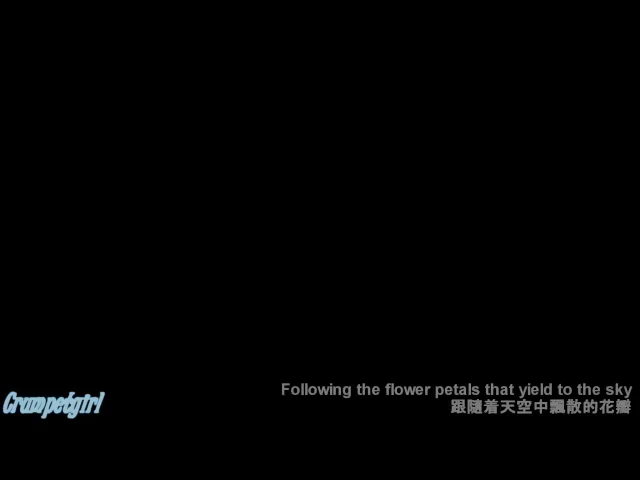 Following the flower petals that yield to the sky
Crumpetgirl
跟隨着天空中飄散的花瓣